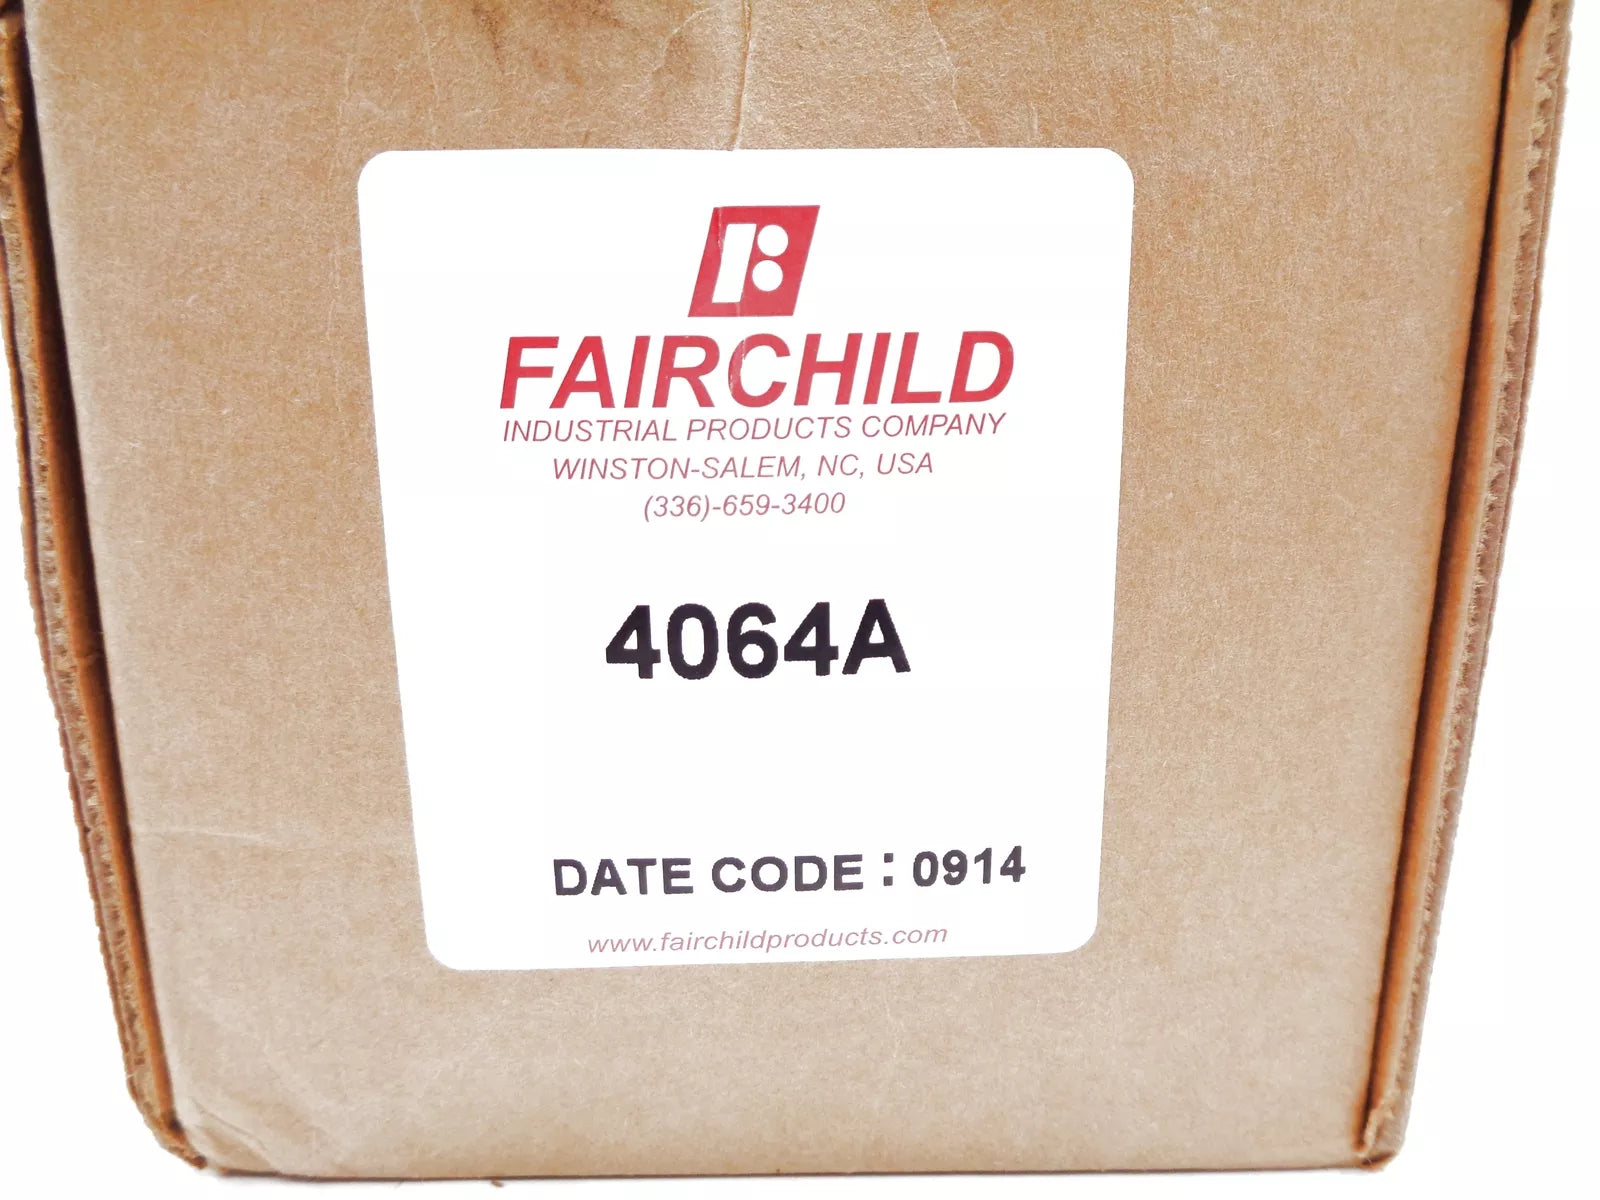 FAIRCHILD
INDUSTRIAL PRODUCTS COMPANY
WINSTON-SALEM, NC, USA
(336)-659-3400
4064A
DATE CODE : 0914
www.fairchildproducts.com